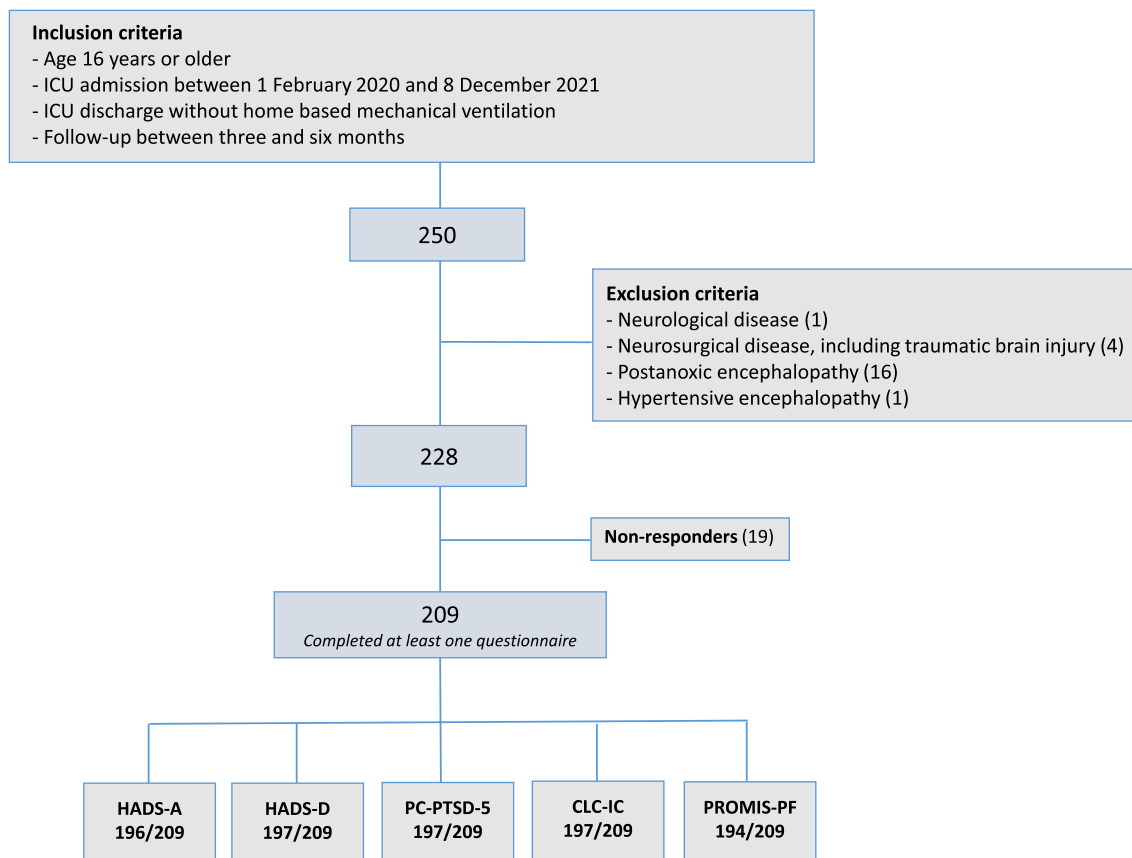 Inclusion criteria
- Age 16 years or older
- ICU admission between 1 February 2020 and 8 December 2021
- ICU discharge without home based mechanical ventilation
- Follow-up between three and six months
250
Exclusion criteria
- Neurological disease (1)
- Neurosurgical disease, including traumatic brain injury (4)
- Postanoxic encephalopathy (16)
- Hypertensive encephalopathy (1)
228
Non-responders (19)
209
Completed at least one questionnaire
HADS-A
196/209
HADS-D
197/209
PC-PTSD-5
197/209
CLC-IC
197/209
PROMIS-PF
194/209